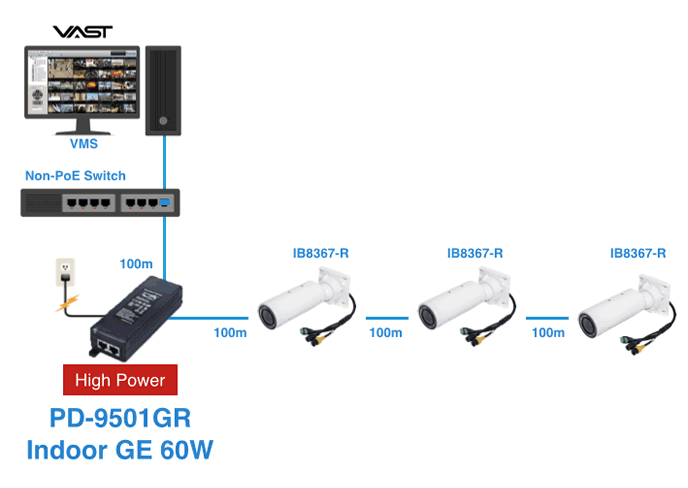 VAST
VMS
Non-PoE Switch
100m
IB8367-R
IB8367-R
IB8367-R
100m
100m
100m
High Power
PD-9501GR
Indoor GE 60W